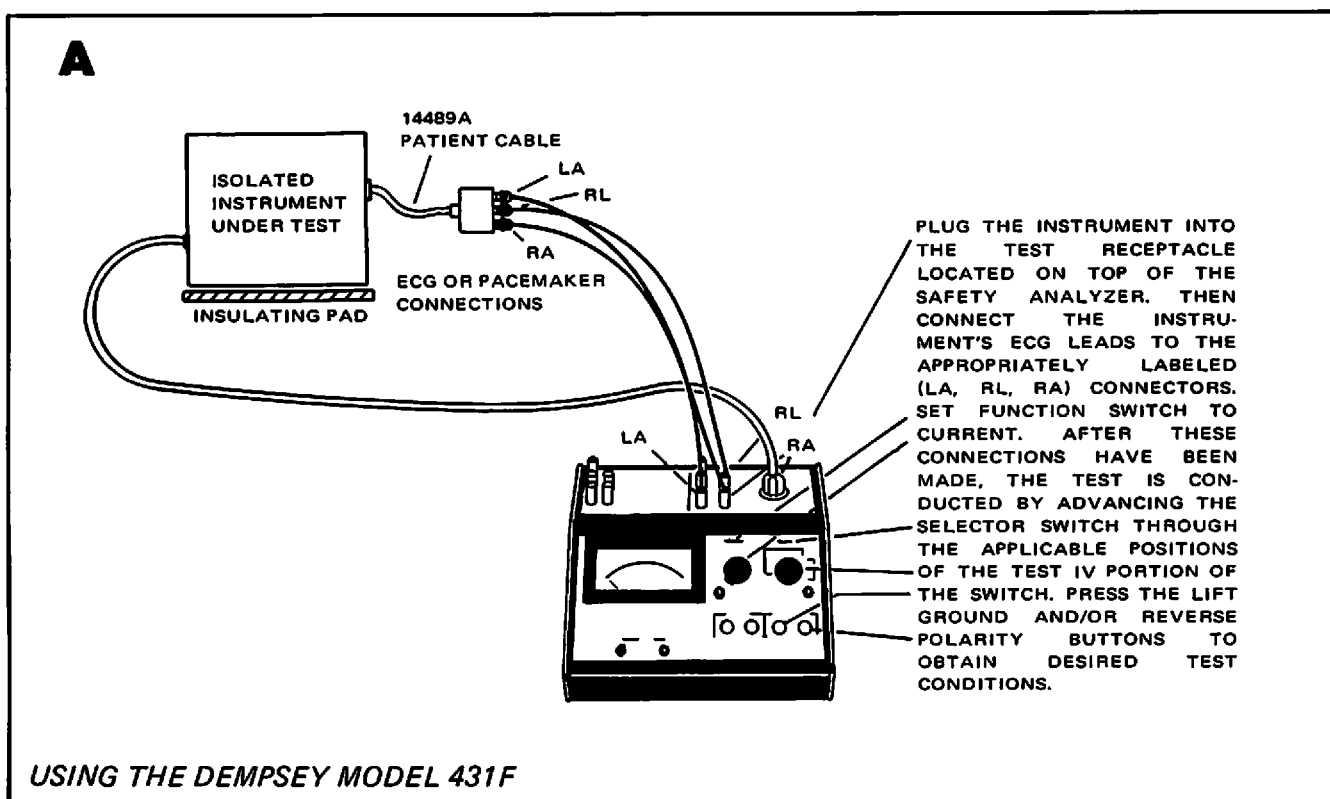 A
14489A
PATIENT CABLE
LA
RL
RA
ISOLATED
INSTRUMENT
UNDER TEST
ECG OR PACEMAKER
CONNECTIONS
INSULATING PAD
RL
LA
RA
PLUG THE INSTRUMENT INTO
THE TEST RECEPTACLE
LOCATED ON TOP OF THE
SAFETY ANALYZER. THEN
CONNECT THE INSTRU-
MENT'S ECG LEADS TO THE
APPROPRIATELY LABELED
(LA, RL, RA) CONNECTORS.
SET FUNCTION SWITCH TO
CURRENT. AFTER THESE
CONNECTIONS HAVE BEEN
MADE, THE TEST IS CON-
DUCTED BY ADVANCING THE
SELECTOR SWITCH THROUGH
THE APPLICABLE POSITIONS
OF THE TEST IV PORTION OF
THE SWITCH. PRESS THE LIFT
GROUND AND/OR REVERSE
POLARITY BUTTONS TO
OBTAIN DESIRED TEST
CONDITIONS.
USING THE DEMPSEY MODEL 431F